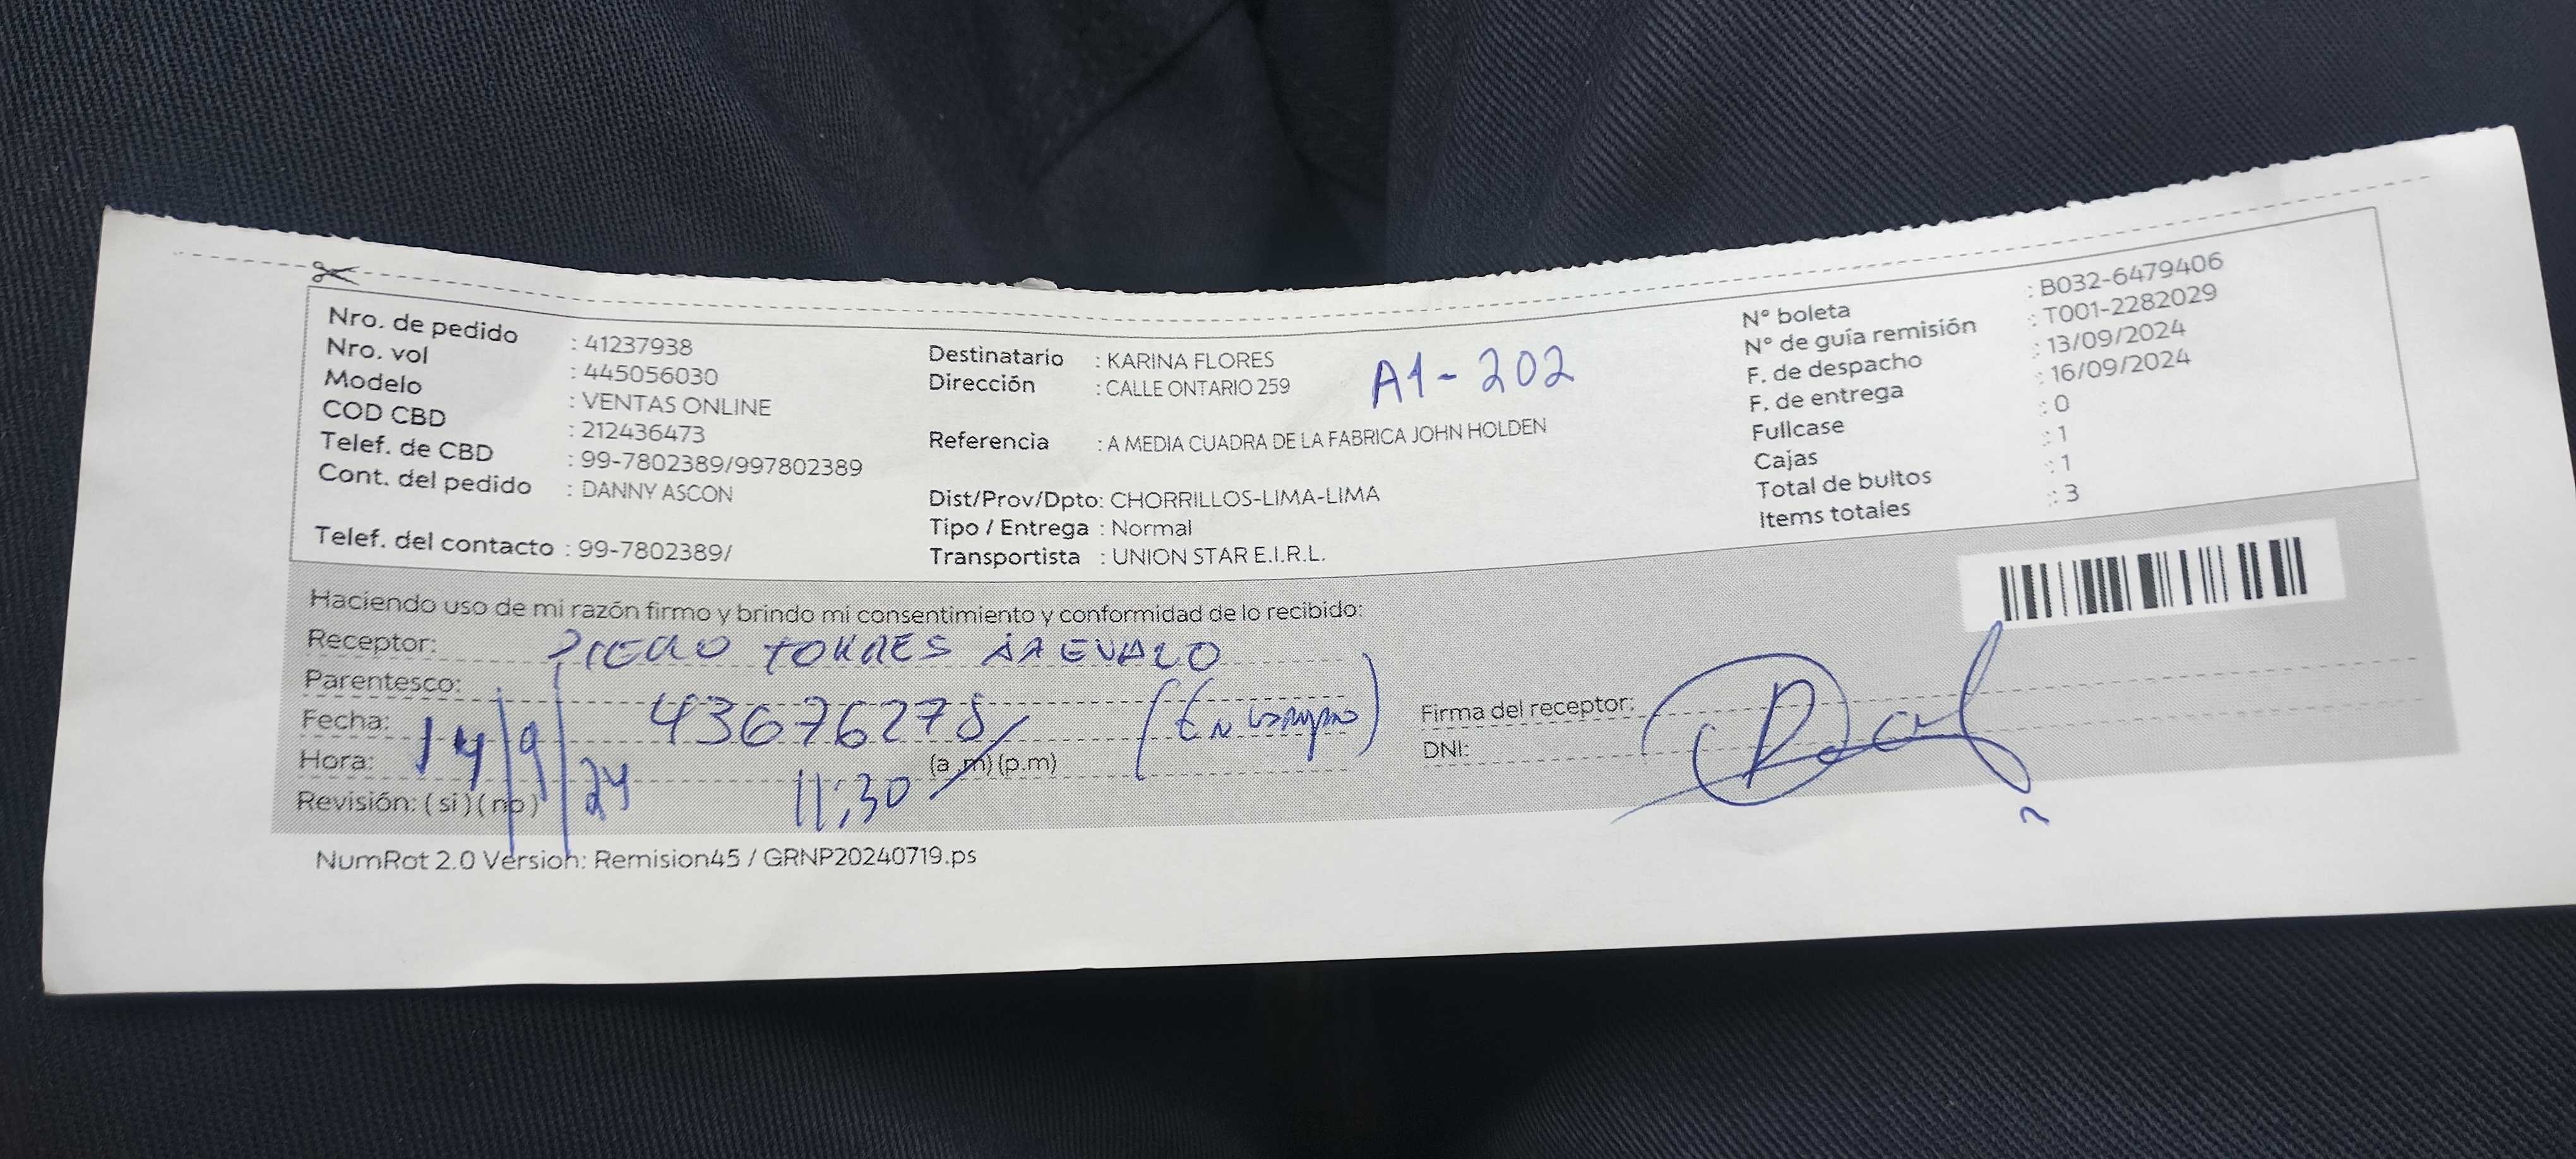 Nro. de pedido : 41237938
Nro. vol : 445056030
Modelo : VENTAS ONLINE
COD CBD : 212436473
Telef. de CBD : 99-7802389/997802389
Cont. del pedido : DANNY ASCON
Telef. del contacto : 99-7802389/
Destinatario : KARINA FLORES
Dirección : CALLE ONTARIO 259 A1-202
Referencia : A MEDIA CUADRA DE LA FABRICA JOHN HOLDEN
Dist/Prov/Dpto: CHORRILLOS-LIMA-LIMA
Tipo / Entrega : Normal
Transportista : UNION STAR E.I.R.L.
N° boleta : B032-6479406
N° de guía remisión : T001-2282029
F. de despacho : 13/09/2024
F. de entrega : 16/09/2024
Fullcase : 0
Cajas : 1
Total de bultos : 1
Items totales : 3
Haciendo uso de mi razón firmo y brindo mi consentimiento y conformidad de lo recibido:
Receptor: PIERO TORRES AREVALO
Parentesco:
Fecha: 14/9/24 43676278
Hora: 11:30 (a.m)(p.m)
Revisión: (si)(no)
Firma del receptor:
DNI:
NumRot 2.0 Version: Remision45 / GRNP20240719.ps